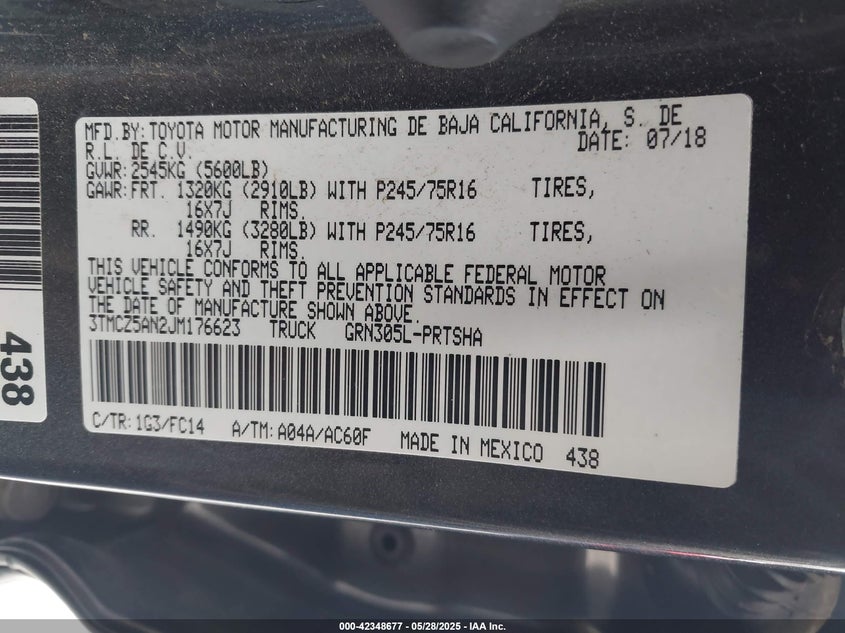 MFD.BY: TOYOTA MOTOR MANUFACTURING DE BAJA CALIFORNIA, S. DE
R.L. DE C.V. DATE: 07/18
GVWR: 2545KG (5600LB)
GAWR: FRT. 1320KG (2910LB) WITH P245/75R16 TIRES,
16X7J RIMS.
RR. 1490KG (3280LB) WITH P245/75R16 TIRES,
16X7J RIMS.
THIS VEHICLE CONFORMS TO ALL APPLICABLE FEDERAL MOTOR
VEHICLE SAFETY AND THEFT PREVENTION STANDARDS IN EFFECT ON
THE DATE OF MANUFACTURE SHOWN ABOVE.
3TMCZ5AN2JM176623 TRUCK GRN305L-PRTSHA
C/TR: 1G3/FC14 A/TM: A04A/AC60F MADE IN MEXICO 438
438
000-42348677 - 05/28/2025 - IAA Inc.